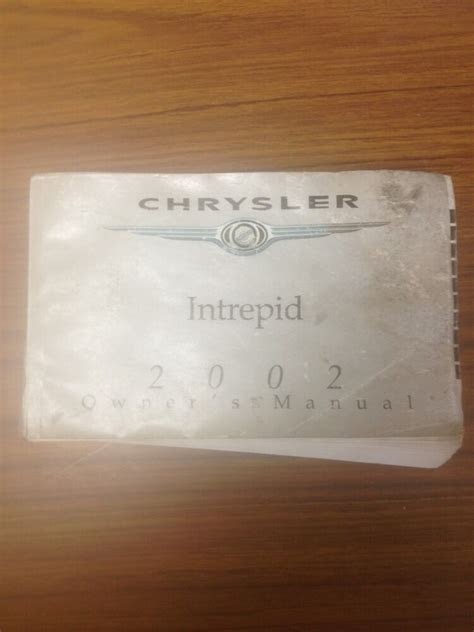 CHRYSLER
Intrepid
2002
Owner's Manual